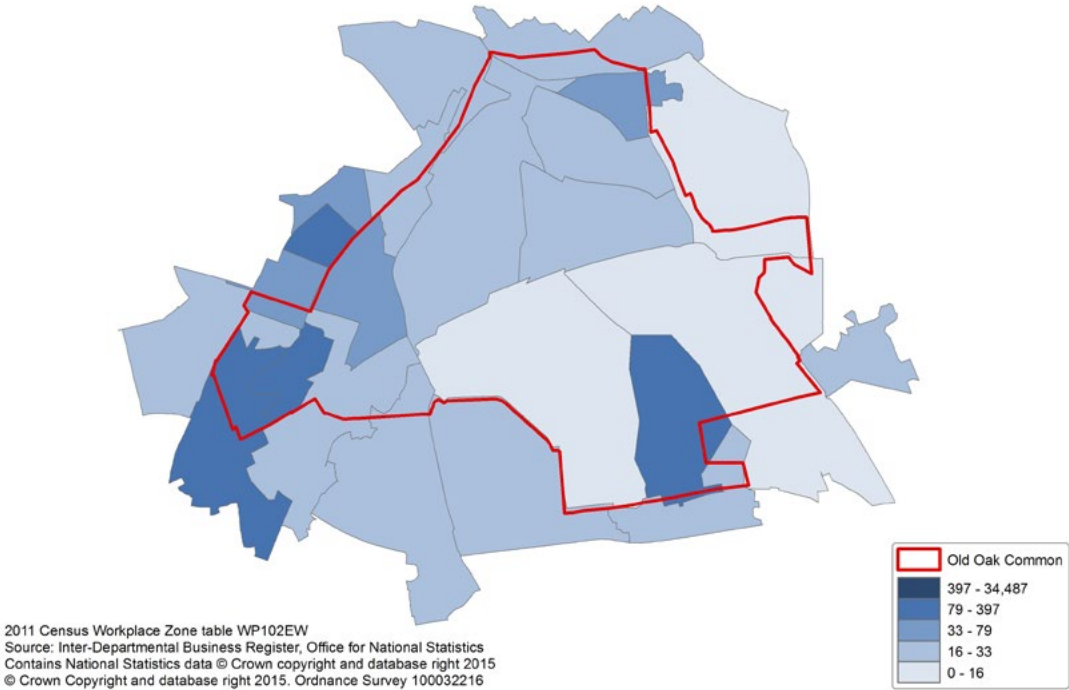 Old Oak Common
397 - 34,487
79 - 397
33 - 79
16 - 33
0 - 16
2011 Census Workplace Zone table WP102EW
Source: Inter-Departmental Business Register, Office for National Statistics
Contains National Statistics data © Crown copyright and database right 2015
© Crown Copyright and database right 2015. Ordnance Survey 100032216